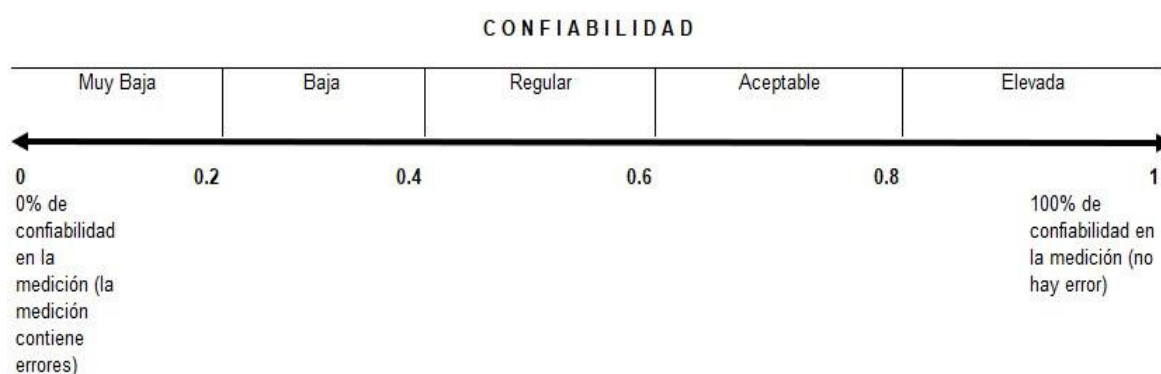 CONFIABILIDAD
Muy Baja Baja Regular Aceptable Elevada
0 0.2 0.4 0.6 0.8 1
0% de
confiabilidad
en la
medición (la
medición
contiene
errores)
100% de
confiabilidad en
la medición (no
hay error)